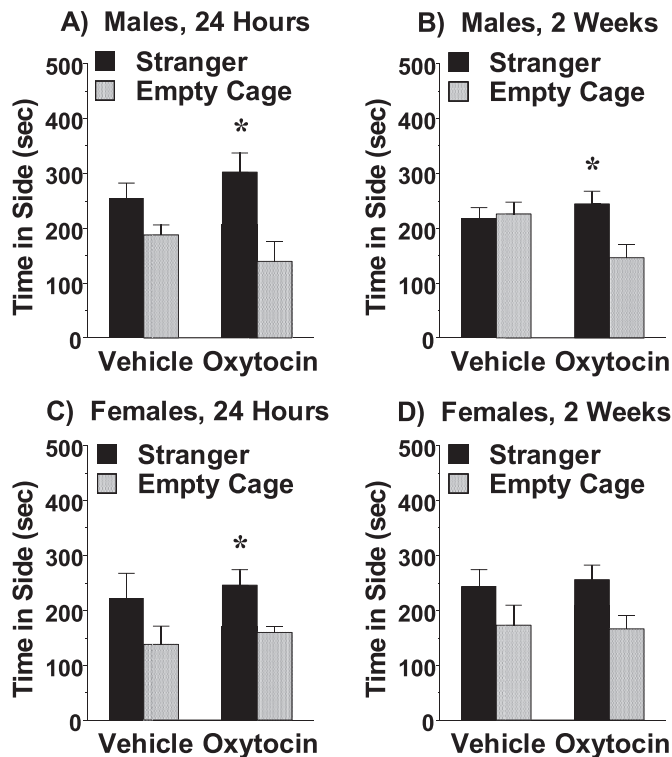 A) Males, 24 Hours
Stranger
Empty Cage
Time in Side (sec)
500
400
300
200
100
0
*
Vehicle Oxytocin
B) Males, 2 Weeks
Stranger
Empty Cage
Time in Side (sec)
500
400
300
200
100
0
*
Vehicle Oxytocin
C) Females, 24 Hours
Stranger
Empty Cage
Time in Side (sec)
500
400
300
200
100
0
*
Vehicle Oxytocin
D) Females, 2 Weeks
Stranger
Empty Cage
Time in Side (sec)
500
400
300
200
100
0
Vehicle Oxytocin